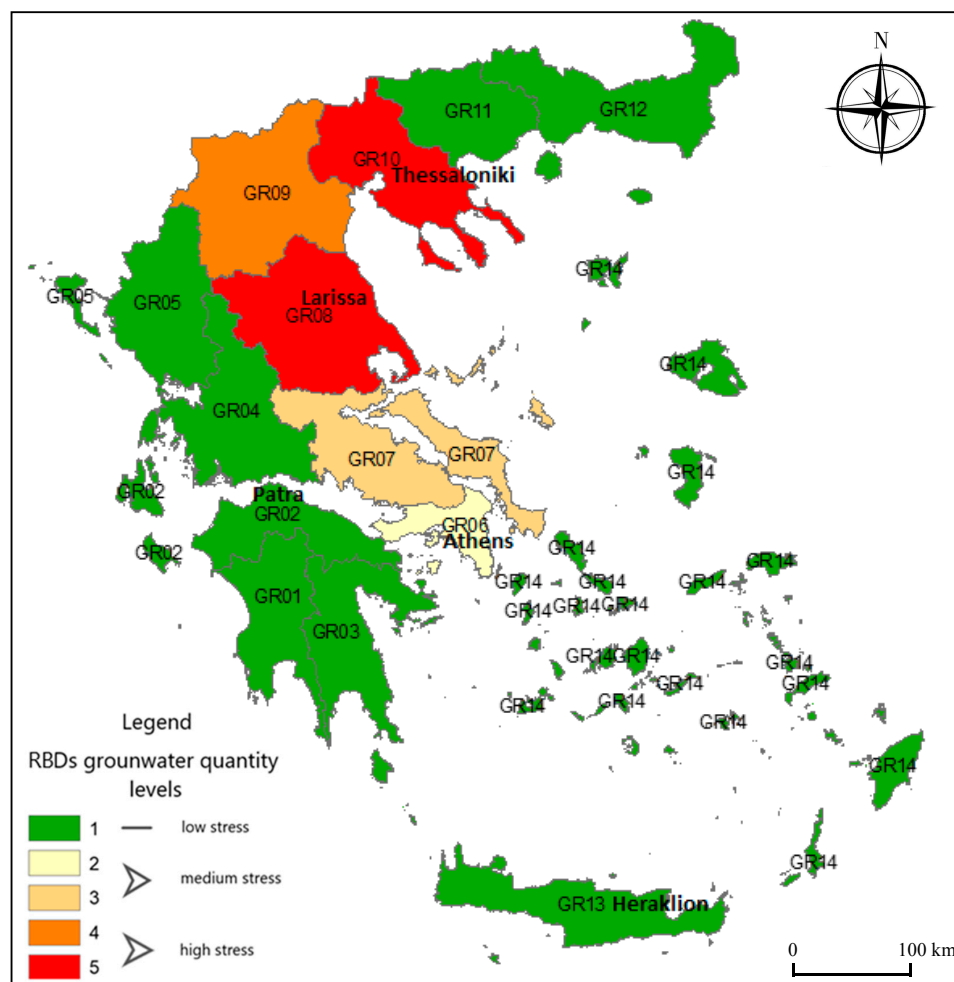 N
GR11
GR12
GR10
Thessaloniki
GR09
GR14
GR05
GR05
Larissa
GR08
GR14
GR04
GR07
GR07
GR14
GR02
Patra
GR02
GR06
Athens
GR02
GR14
GR14
GR14
GR14
GR14
GR14
GR14
GR14
GR01
GR03
GR14
GR14
GR14
GR14
GR14
GR14
GR14
GR14
Legend
RBDs grounwater quantity
levels
GR14
1 low stress
2
medium stress
3
4
high stress
5
GR14
GR13 Heraklion
0 100 km